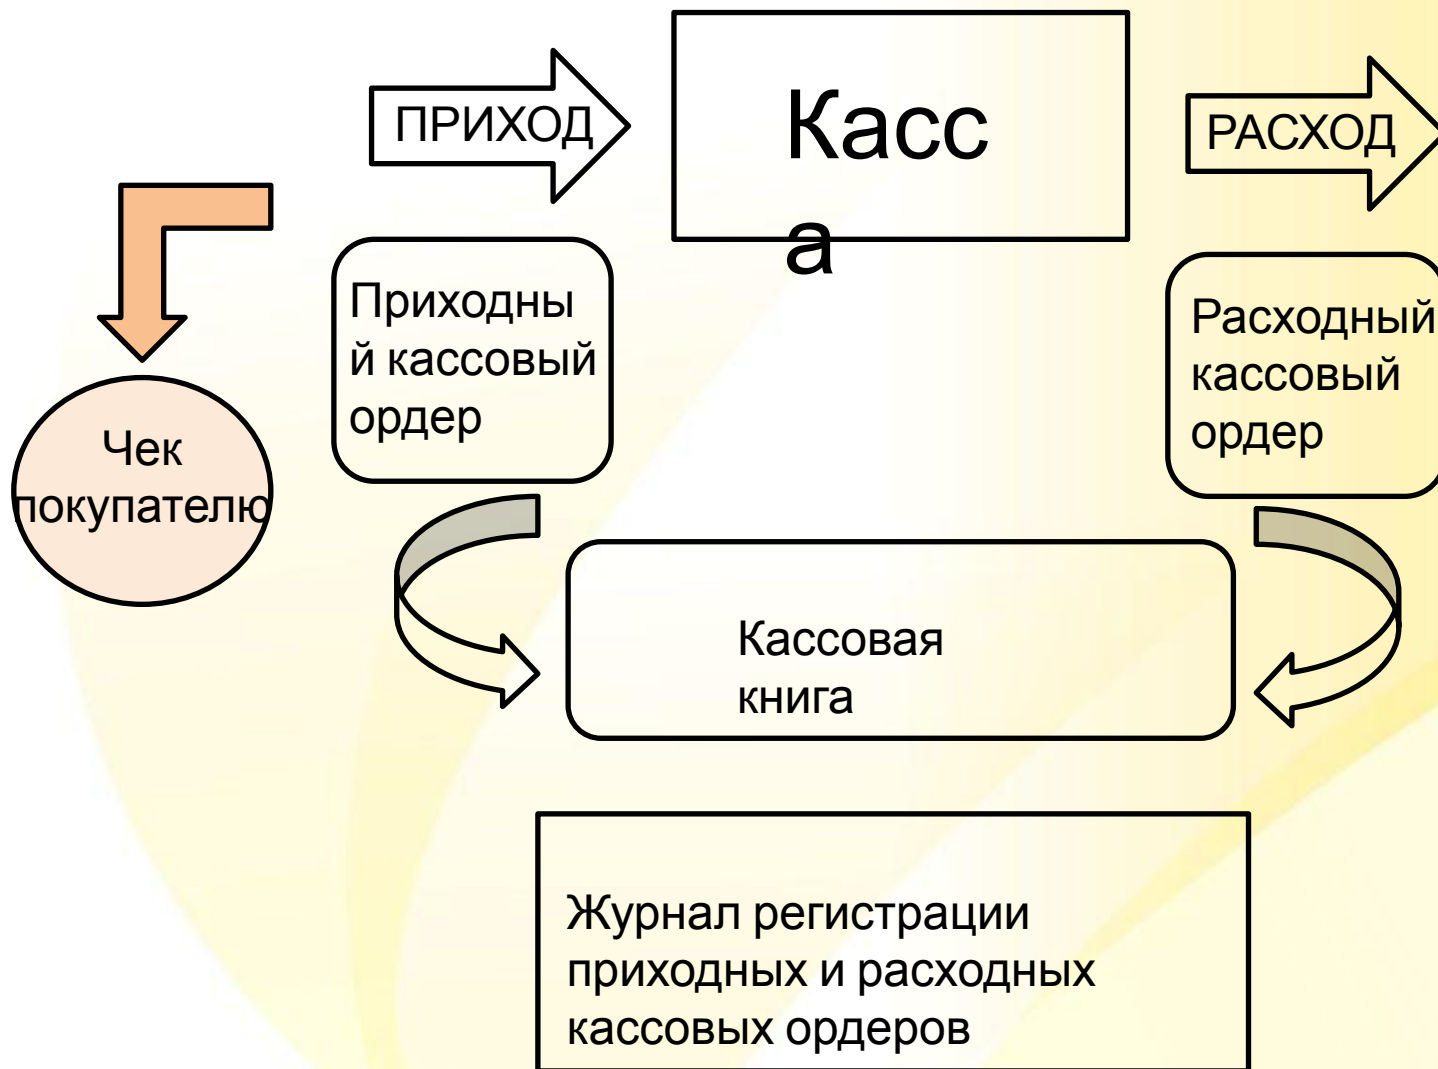 ПРИХОД
Касс
а
РАСХОД
Приходны
й кассовый
ордер
Расходный
кассовый
ордер
Чек
покупателю
Кассовая
книга
Журнал регистрации
приходных и расходных
кассовых ордеров